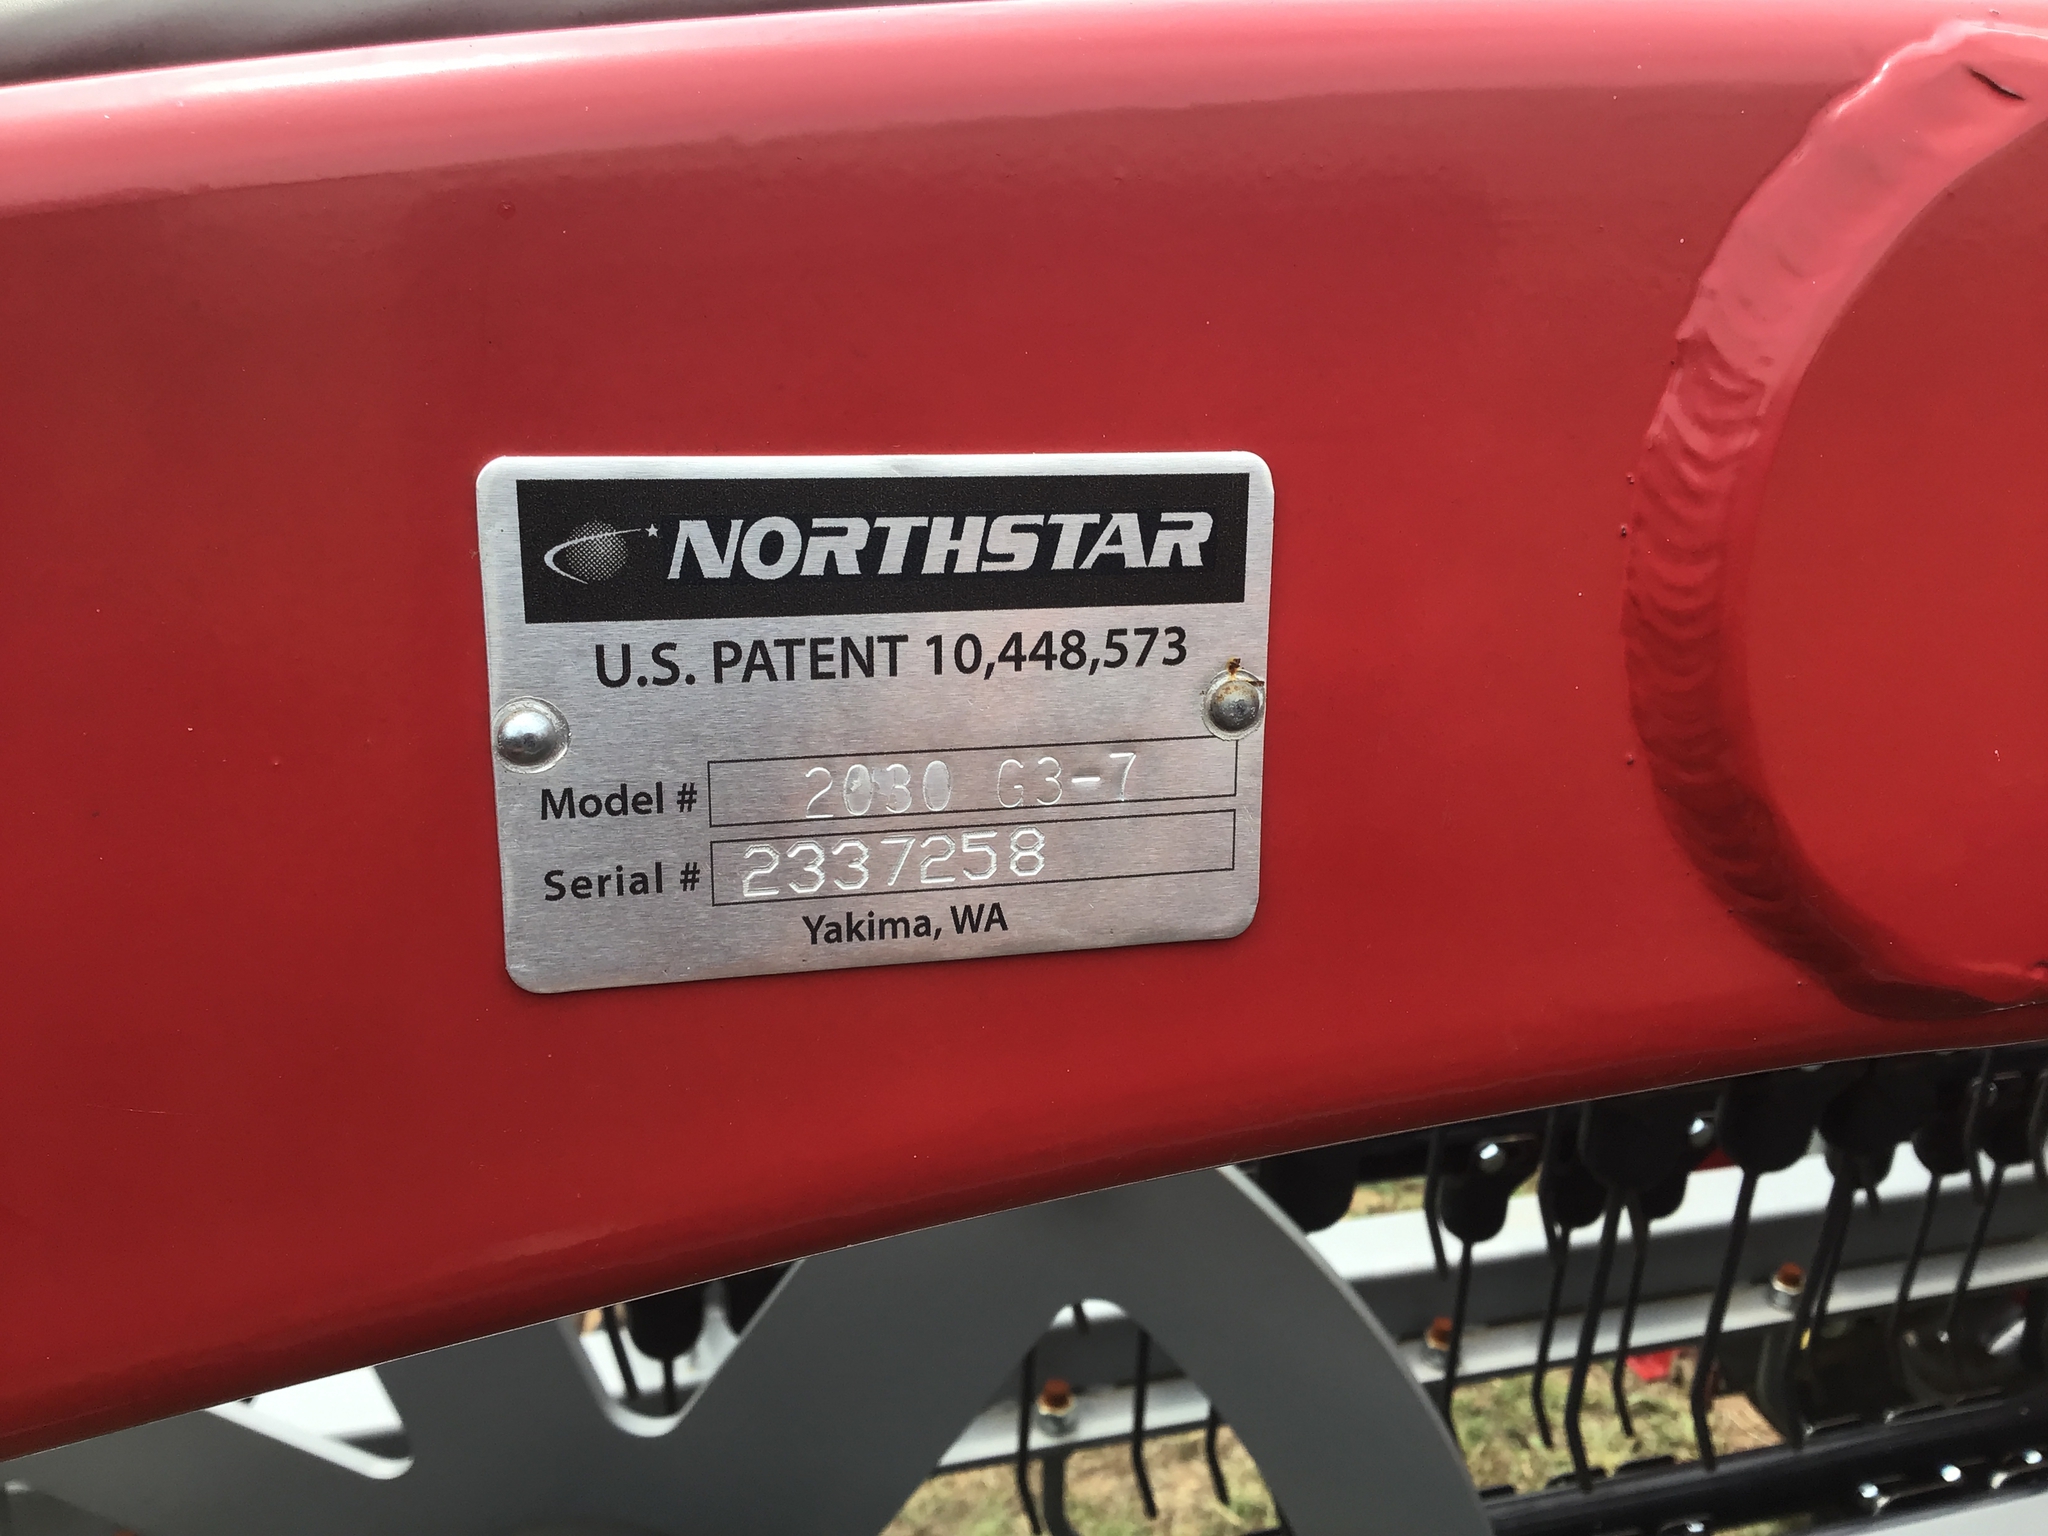 NORTHSTAR
U.S. PATENT 10,448,573
Model # 2030 G3-7
Serial # 2337258
Yakima, WA